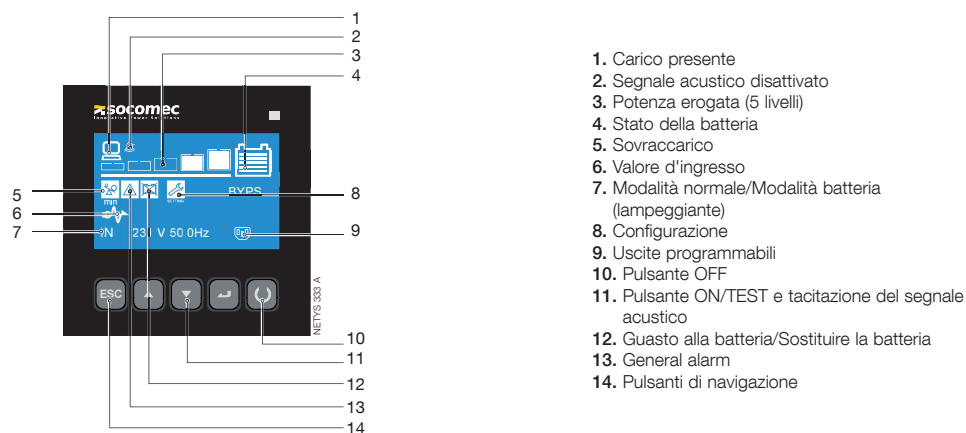 1
2
3
4
socomec
Innovative Power Solutions
5
min
SETTING
BYPS
8
6
7
IN 231 V 50.0Hz
9
ESC
NETYS 333 A
10
11
12
13
14
1. Carico presente
2. Segnale acustico disattivato
3. Potenza erogata (5 livelli)
4. Stato della batteria
5. Sovraccarico
6. Valore d'ingresso
7. Modalità normale/Modalità batteria
(lampeggiante)
8. Configurazione
9. Uscite programmabili
10. Pulsante OFF
11. Pulsante ON/TEST e tacitazione del segnale
acustico
12. Guasto alla batteria/Sostituire la batteria
13. General alarm
14. Pulsanti di navigazione